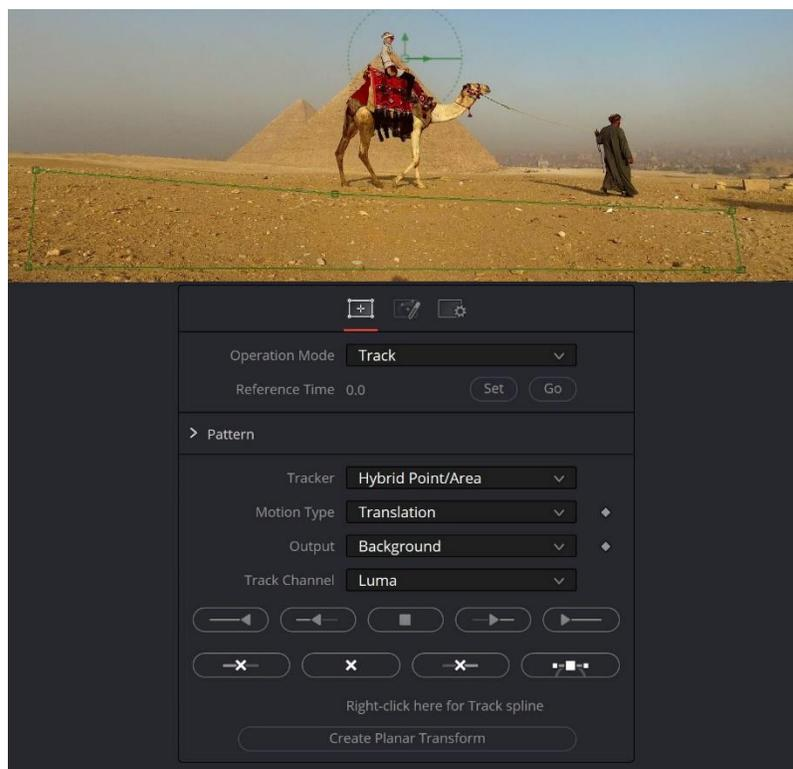 Operation Mode Track
Reference Time 0.0 Set Go
Pattern
Tracker Hybrid Point/Area
Motion Type Translation
Output Background
Track Channel Luma
Right-click here for Track spline
Create Planar Transform